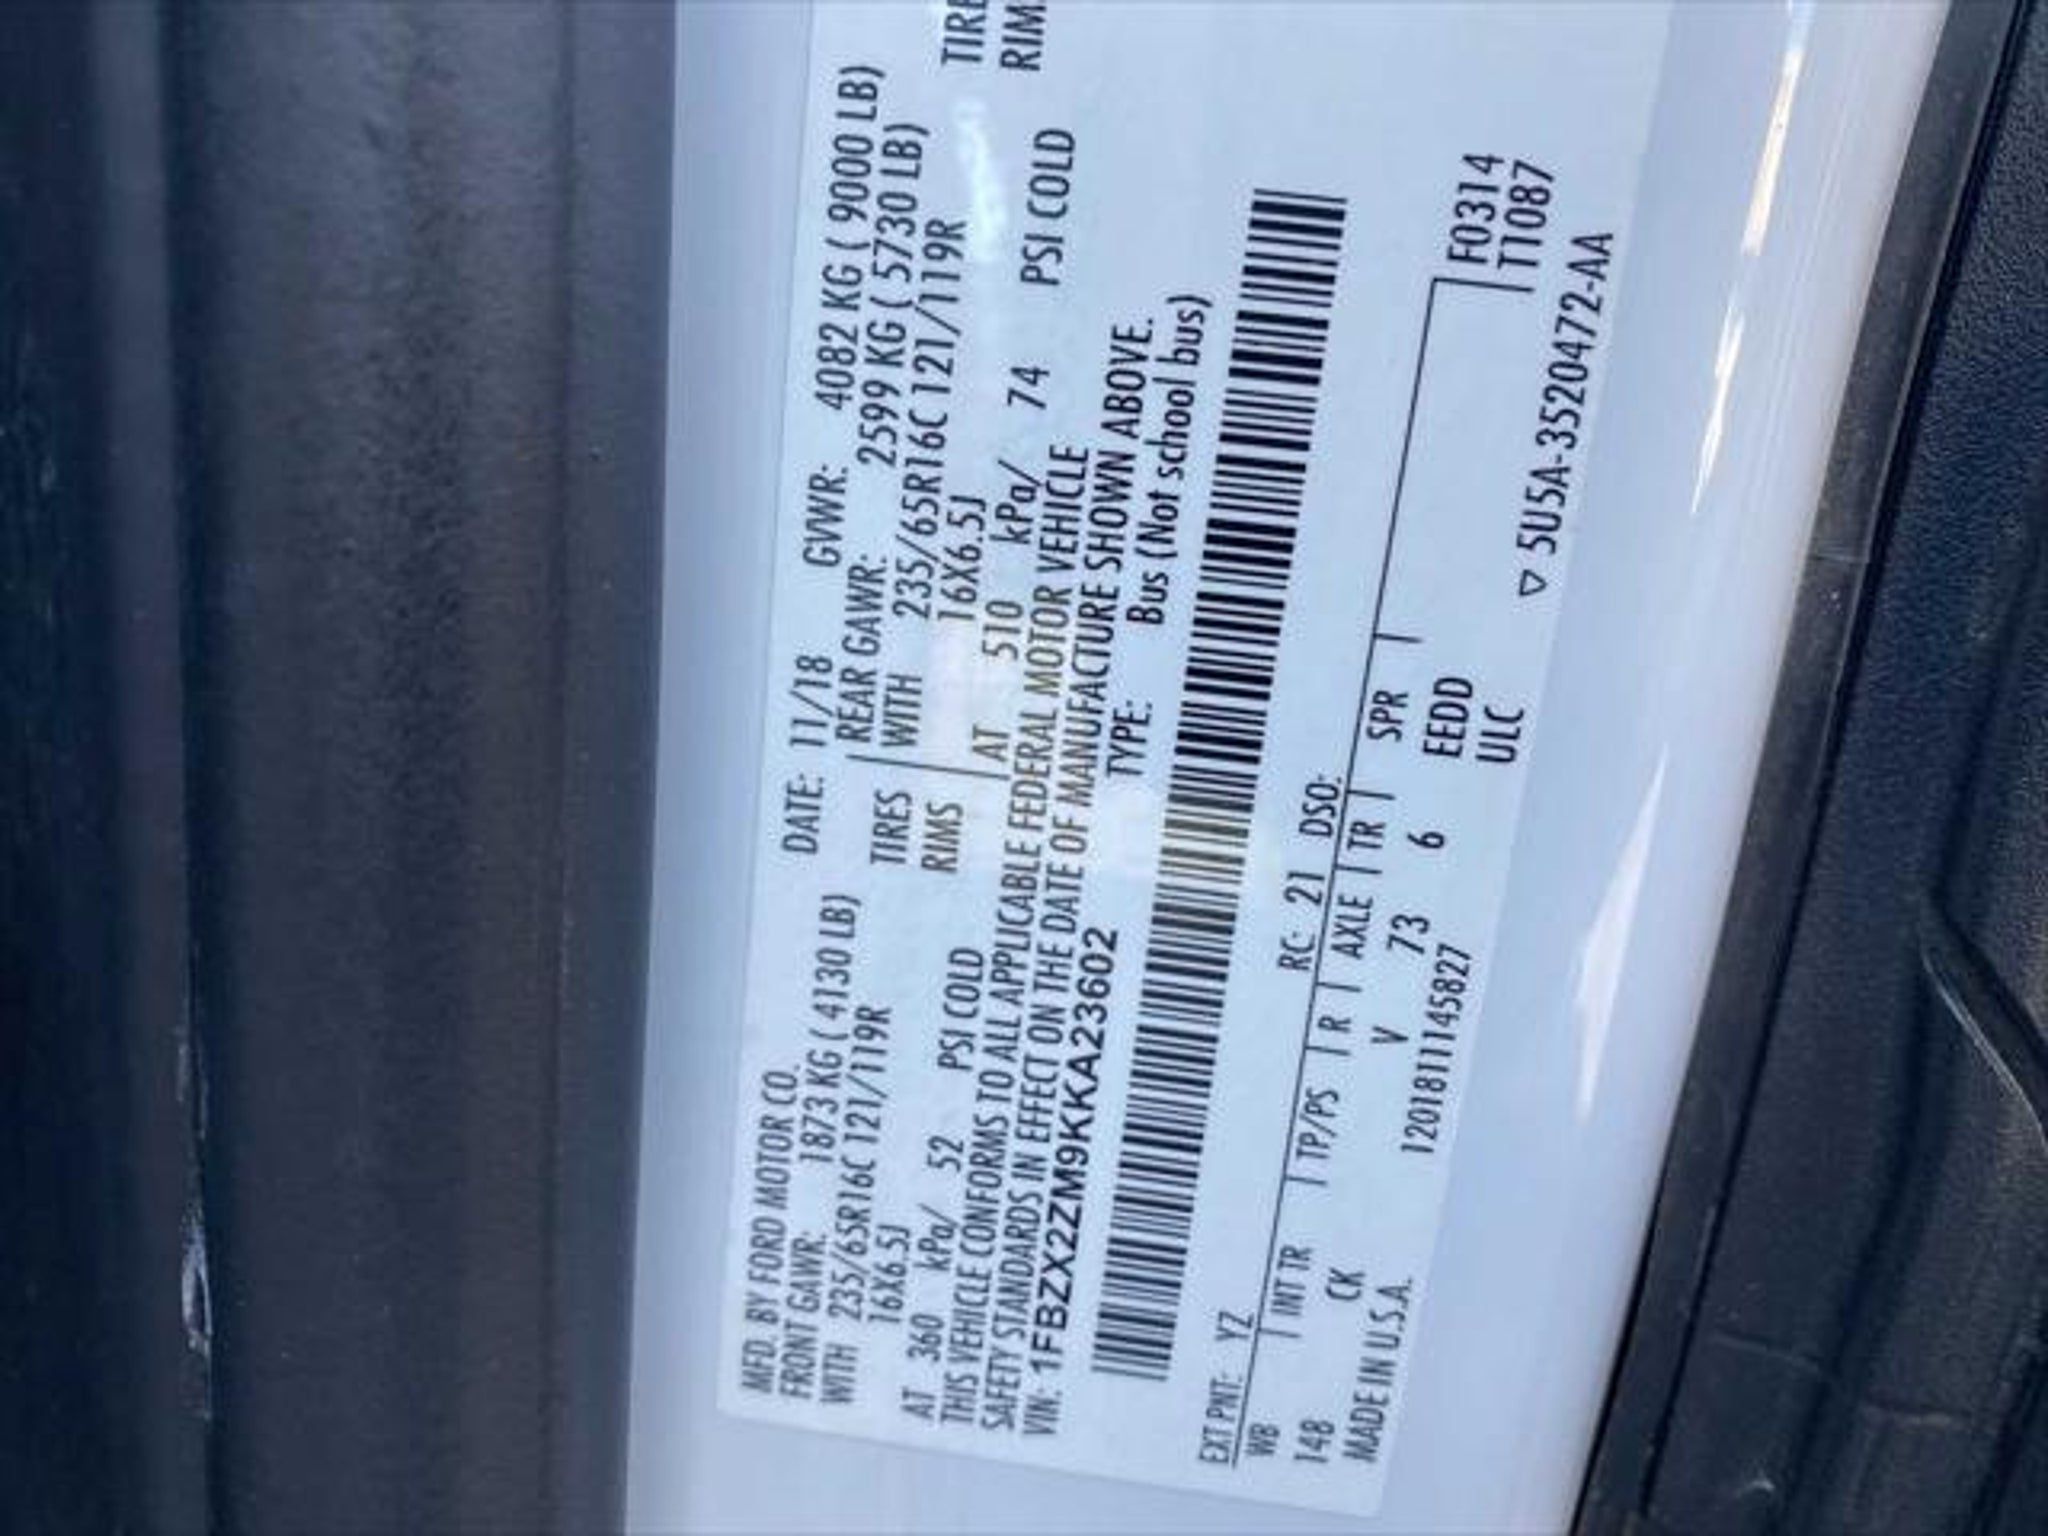 MFD. BY FORD MOTOR CO. DATE: 11/18 GVWR: 4082 KG ( 9000 LB)
FRONT GAWR: 1873 KG ( 4130 LB) REAR GAWR: 2599 KG ( 5730 LB)
WITH 235/65R16C 121/119R TIRES WITH 235/65R16C 121/119R TIRE
16X6.5J RIMS 16X6.5J RIM
AT 360 kPa/ 52 PSI COLD AT 510 kPa/ 74 PSI COLD
THIS VEHICLE CONFORMS TO ALL APPLICABLE FEDERAL MOTOR VEHICLE
SAFETY STANDARDS IN EFFECT ON THE DATE OF MANUFACTURE SHOWN ABOVE.
VIN: 1FBZX2ZM9KKA23602 TYPE: Bus (Not school bus)
EXT PNT: YZ RC: 21 DSO:
WB INT TR TP/PS R AXLE TR SPR F0314
148 CK V 73 6 EEDD T1087
MADE IN U.S.A. 120181145827 ULC ▽ 5U5A-3520472-AA